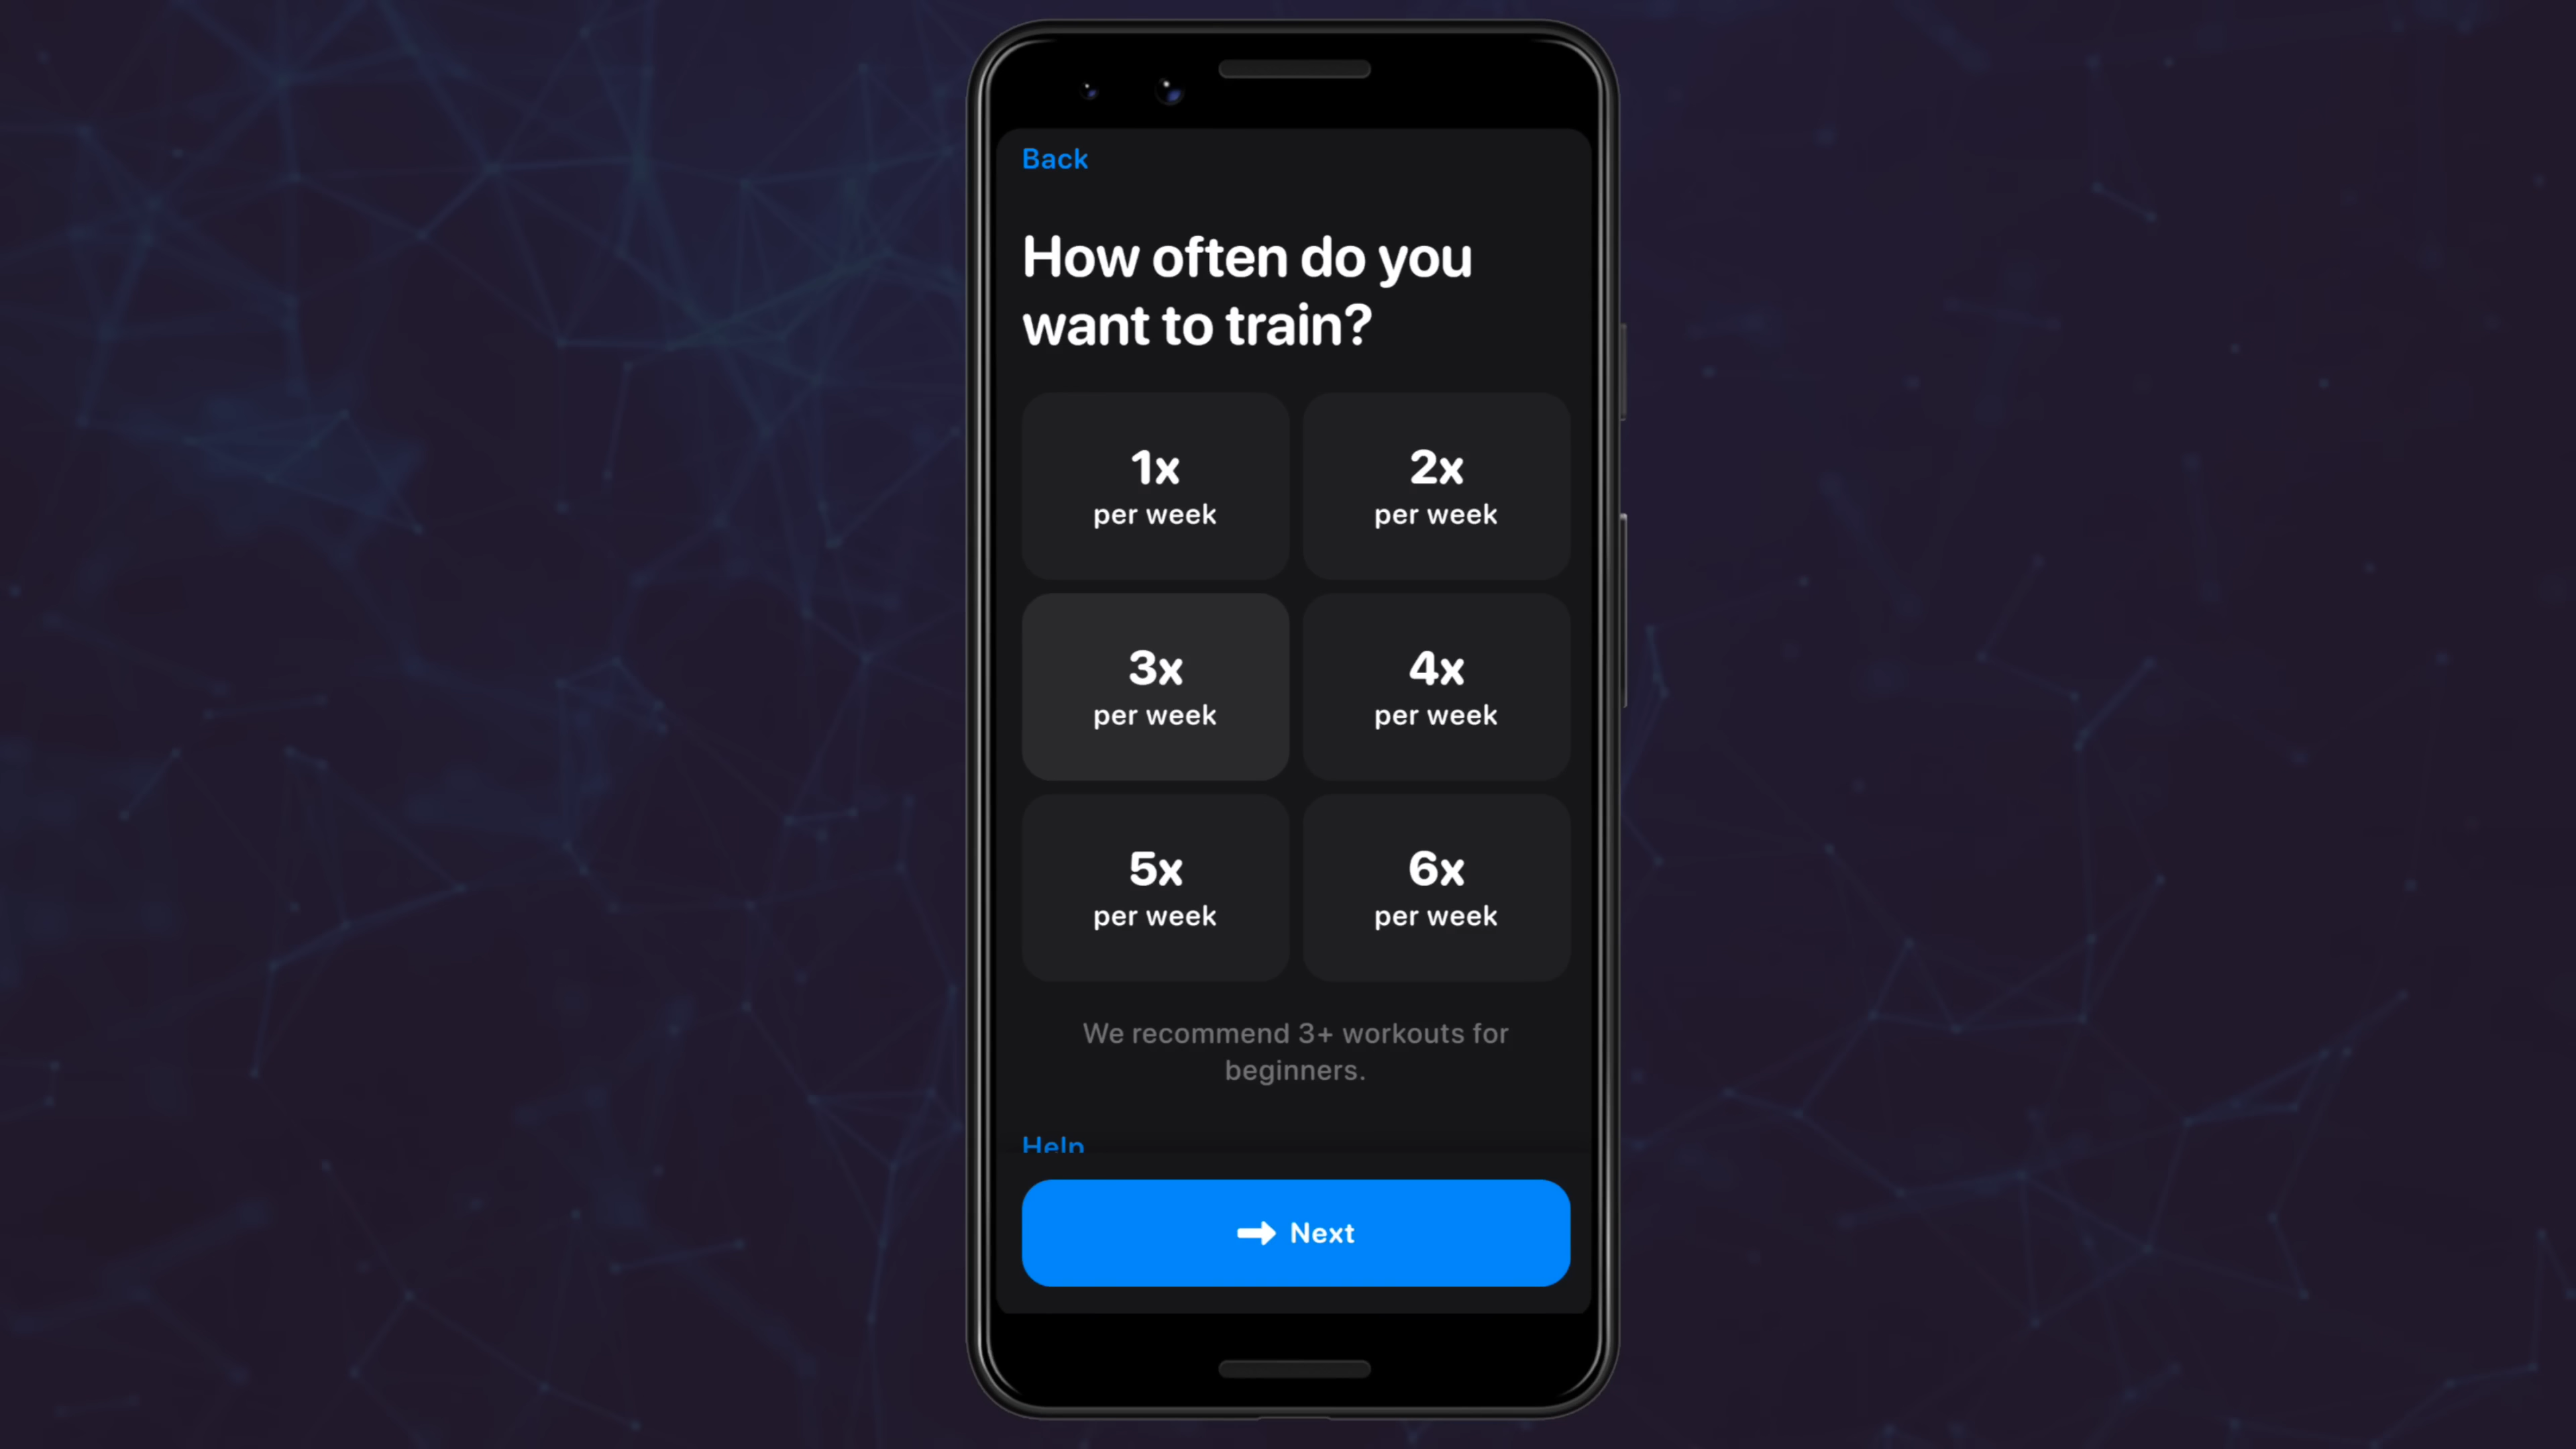 Back
How often do you
want to train?
1x
per week
2x
per week
3x
per week
4x
per week
5x
per week
6x
per week
We recommend 3+ workouts for
beginners.
Help
Next